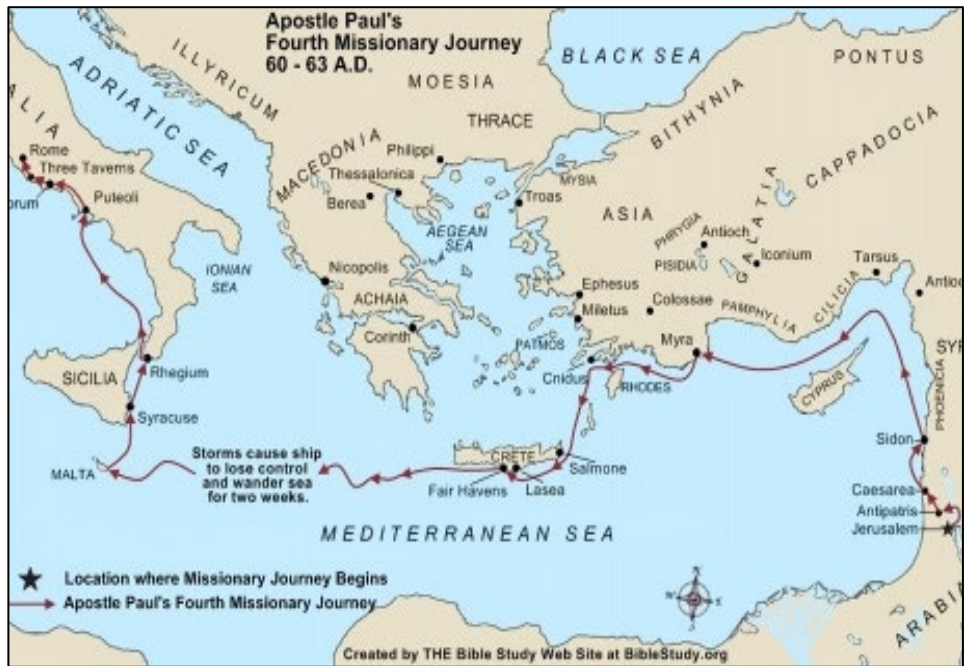 Apostle Paul's
Fourth Missionary Journey
60 - 63 A.D.
BLACK SEA
PONTUS
ILLYRICUM
MOESIA
ADRIATIC SEA
THRACE
BITHYNIA
CAPPADOCIA
ALIA
Rome
Three Taverns
orum
Puteoli
MACEDONIA
Philippi
Thessalonica
Berea
MYSIA
Troas
ASIA
GALATIA
PHRYGIA
Antioch
PISIDIA
Iconium
Tarsus
Antioc
AEGEAN
SEA
IONIAN
SEA
Nicopolis
ACHAIA
Corinth
Ephesus
Miletus
Colossae
PAMPHYLIA
CILICIA
SYR
PATMOS
Myra
Cnidus
RHODES
CYPRUS
PHOENICIA
SICILIA
Rhegium
Syracuse
Sidon
MALTA
Storms cause ship
to lose control
and wander sea
for two weeks.
CRETE
Salmone
Fair Havens
Lasea
Caesarea
Antipatris
Jerusalem
MEDITERRANEAN SEA
Location where Missionary Journey Begins
Apostle Paul's Fourth Missionary Journey
N
W
E
S
ARABIA
Created by THE Bible Study Web Site at BibleStudy.org